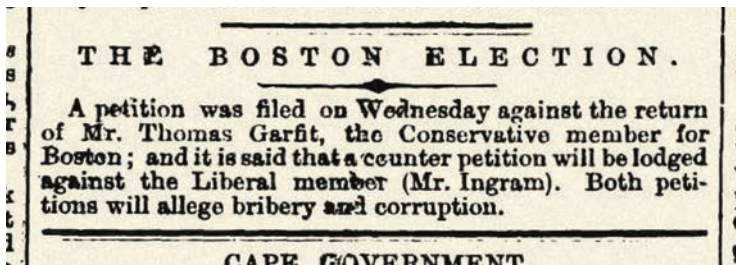 THE BOSTON ELECTION.
A petition was filed on Wednesday against the return
of Mr. Thomas Garfit, the Conservative member for
Boston; and it is said that a counter petition will be lodged
against the Liberal member (Mr. Ingram). Both peti-
tions will allege bribery and corruption.
CAPE GOVERNMENT